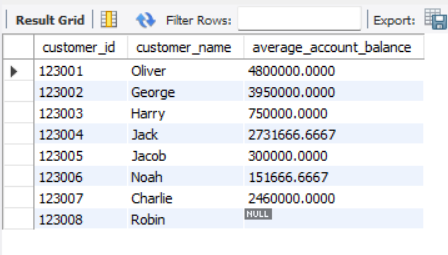 Result Grid Filter Rows: Export:
customer_id customer_name average_account_balance
123001 Oliver 4800000.0000
123002 George 3950000.0000
123003 Harry 750000.0000
123004 Jack 2731666.6667
123005 Jacob 300000.0000
123006 Noah 151666.6667
123007 Charlie 2460000.0000
123008 Robin NULL